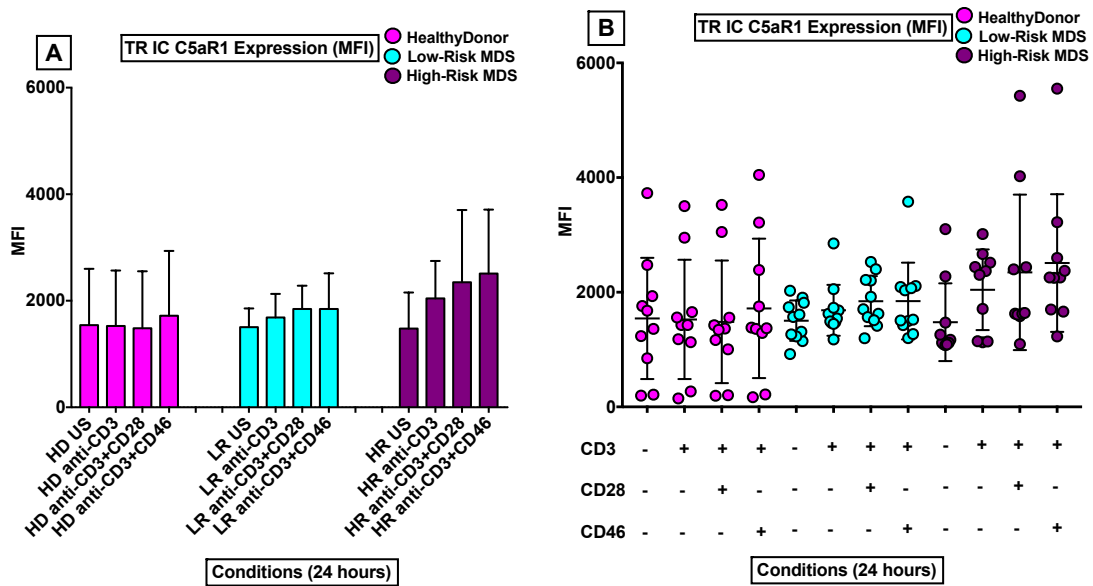 A
TR IC C5aR1 Expression (MFI)
HealthyDonor
Low-Risk MDS
High-Risk MDS
6000
4000
2000
0
MFI
HD US
HD anti-CD3
HD anti-CD3+CD28
HD anti-CD3+CD46
LR US
LR anti-CD3
LR anti-CD3+CD28
LR anti-CD3+CD46
HR US
HR anti-CD3
HR anti-CD3+CD28
HR anti-CD3+CD46
Conditions (24 hours)
B
TR IC C5aR1 Expression (MFI)
HealthyDonor
Low-Risk MDS
High-Risk MDS
6000
4000
2000
0
MFI
CD3 - + + + - + + + - + + +
CD28 - - + - - - + - - - + -
CD46 - - - + - - - + - - - +
Conditions (24 hours)